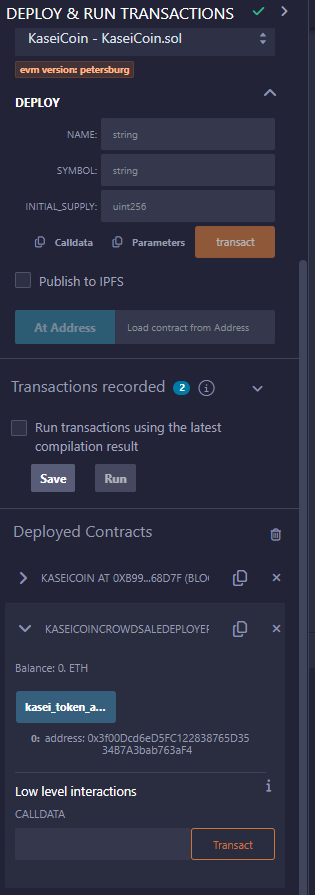 DEPLOY & RUN TRANSACTIONS
KaseiCoin - KaseiCoin.sol
evm version: petersburg
DEPLOY
NAME: string
SYMBOL: string
INITIAL_SUPPLY: uint256
Calldata Parameters transact
Publish to IPFS
At Address Load contract from Address
Transactions recorded 2 i
Run transactions using the latest
compilation result
Save Run
Deployed Contracts
KASEICOIN AT 0XB99...68D7F (BLO
KASEICOINCROWDSALEDEPLOYER
Balance: 0. ETH
kasei_token_a...
0: address: 0x3f00Dcd6eD5FC122838765D35
34B7A3bab763aF4
Low level interactions i
CALLDATA
Transact